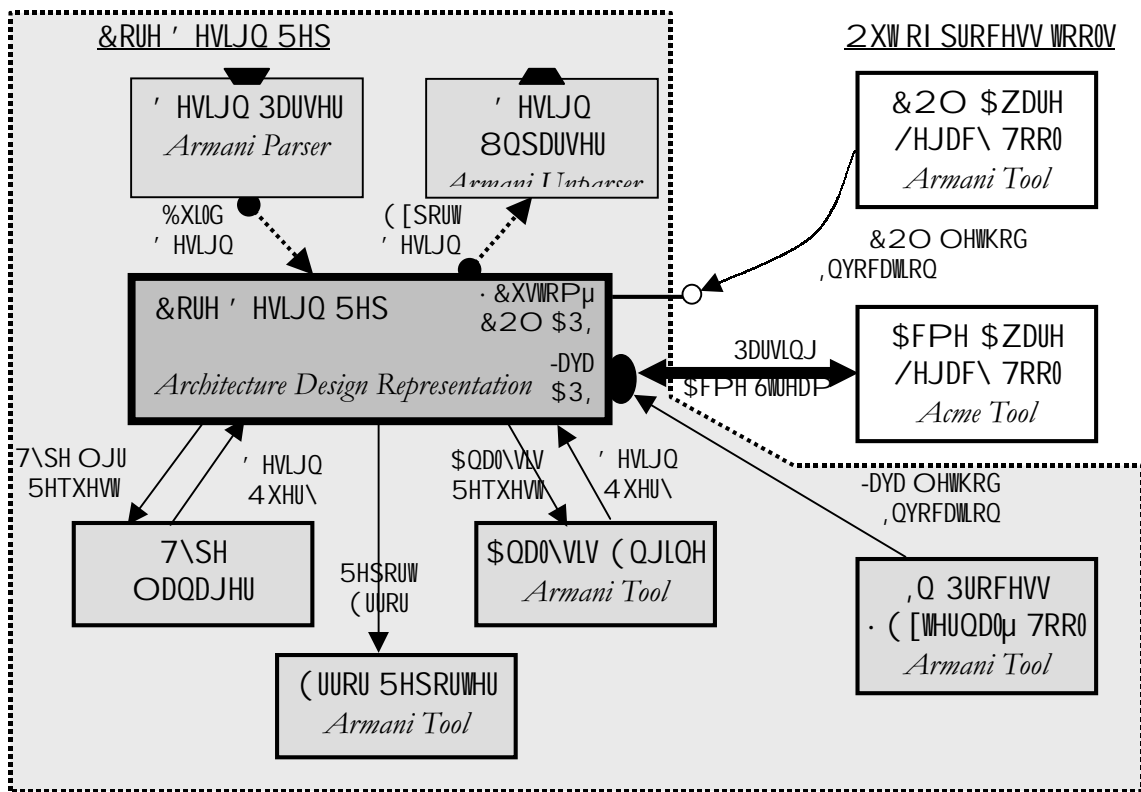 &RUH ' HVLJQ 5HS
2XW RI SURFHVV WRR0V
' HVLJQ 3DUVHU
Armani Parser
' HVLJQ
8QSDUVHU
Armani Unparser
&2O $ZDUH
/HJDF\ 7RR0
Armani Tool
%XL0G
' HVLJQ
( [SRUW
' HVLJQ
&2O OHWKRG
,QYRFDWLRQ
&RUH ' HVLJQ 5HS
· &XVWRPµ
&2O $3,
Architecture Design Representation
-DYD
$3,
3DUVLQJ
$FPH 6WUHDP
$FPH $ZDUH
/HJDF\ 7RR0
Acme Tool
7\SH OJU
5HTXHVW
' HVLJQ
4XHU\
$QD0\VLV
5HTXHVW
' HVLJQ
4XHU\
-DYD OHWKRG
,QYRFDWLRQ
7\SH
ODQDJHU
5HSRUW
( UURU
$QD0\VLV ( QJLQH
Armani Tool
,Q 3URFHVV
· ( [WHUQD0µ 7RR0
Armani Tool
( UURU 5HSRUWHU
Armani Tool